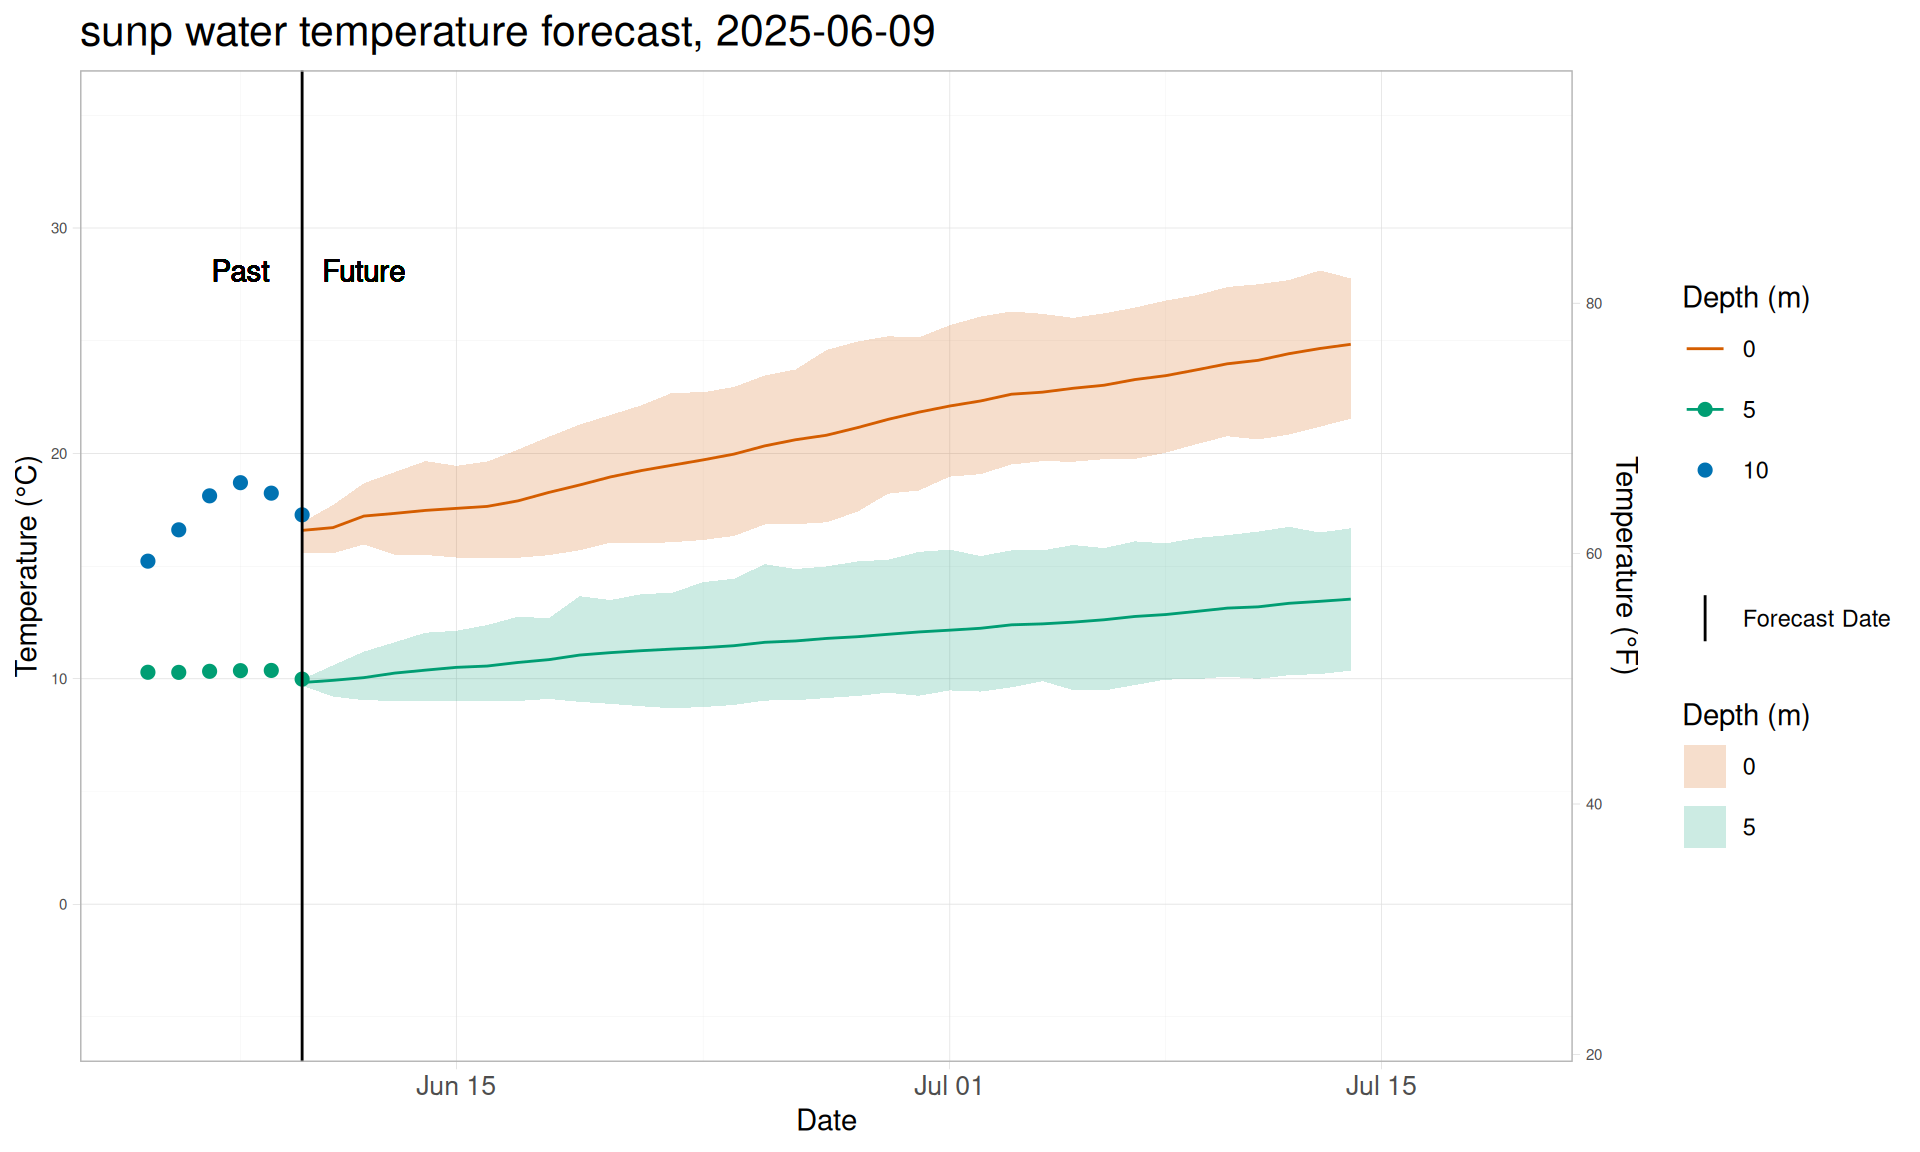 sunp water temperature forecast, 2025-06-09
Past
Future
30
20
10
0
Temperature (°C)
80
60
40
20
Temperature (°F)
Jun 15
Jul 01
Jul 15
Date
Depth (m)
0
5
10
Forecast Date
Depth (m)
0
5